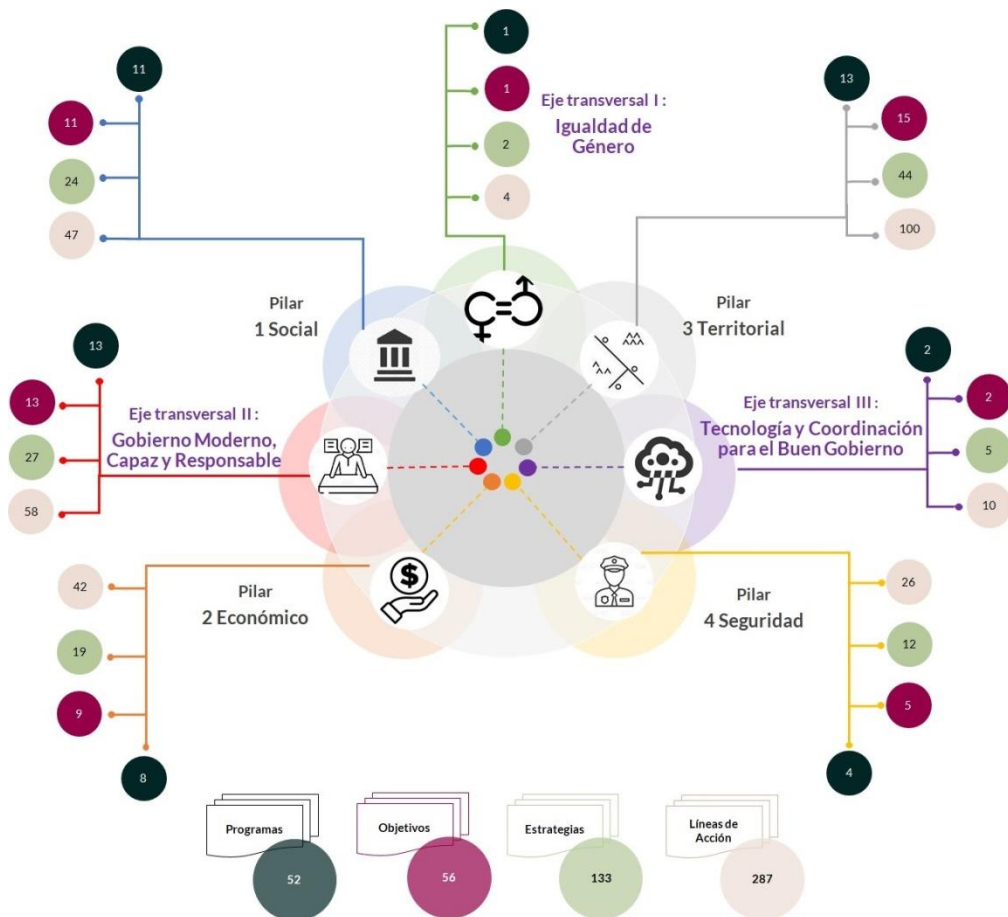 1
11
13
1
11
15
Eje transversal I :
Igualdad de
Género
2
24
44
4
47
100
Pilar
1 Social
Pilar
3 Territorial
13
2
13
2
Eje transversal II :
Gobierno Moderno,
Capaz y Responsable
Eje transversal III :
Tecnología y Coordinación
para el Buen Gobierno
27
5
58
10
$
42
26
Pilar
2 Económico
Pilar
4 Seguridad
19
12
9
5
8
4
Programas
Objetivos
Estrategias
Líneas de
Acción
52
56
133
287